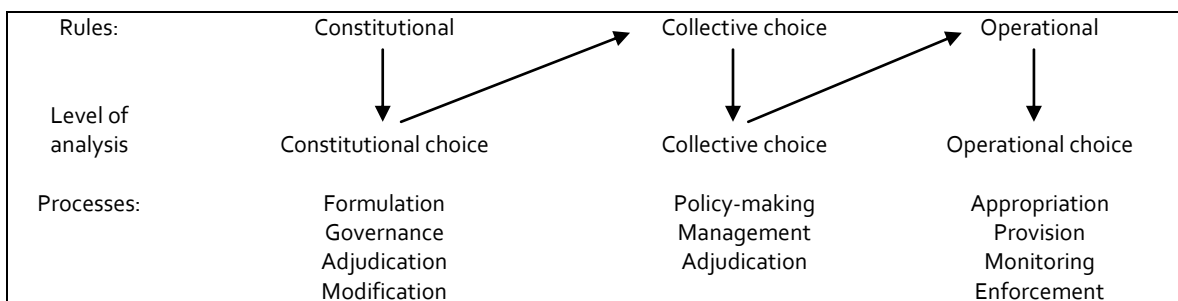 Rules: Constitutional Collective choice Operational
Level of
analysis Constitutional choice Collective choice Operational choice
Processes: Formulation Policy-making Appropriation
Governance Management Provision
Adjudication Adjudication Monitoring
Modification Enforcement